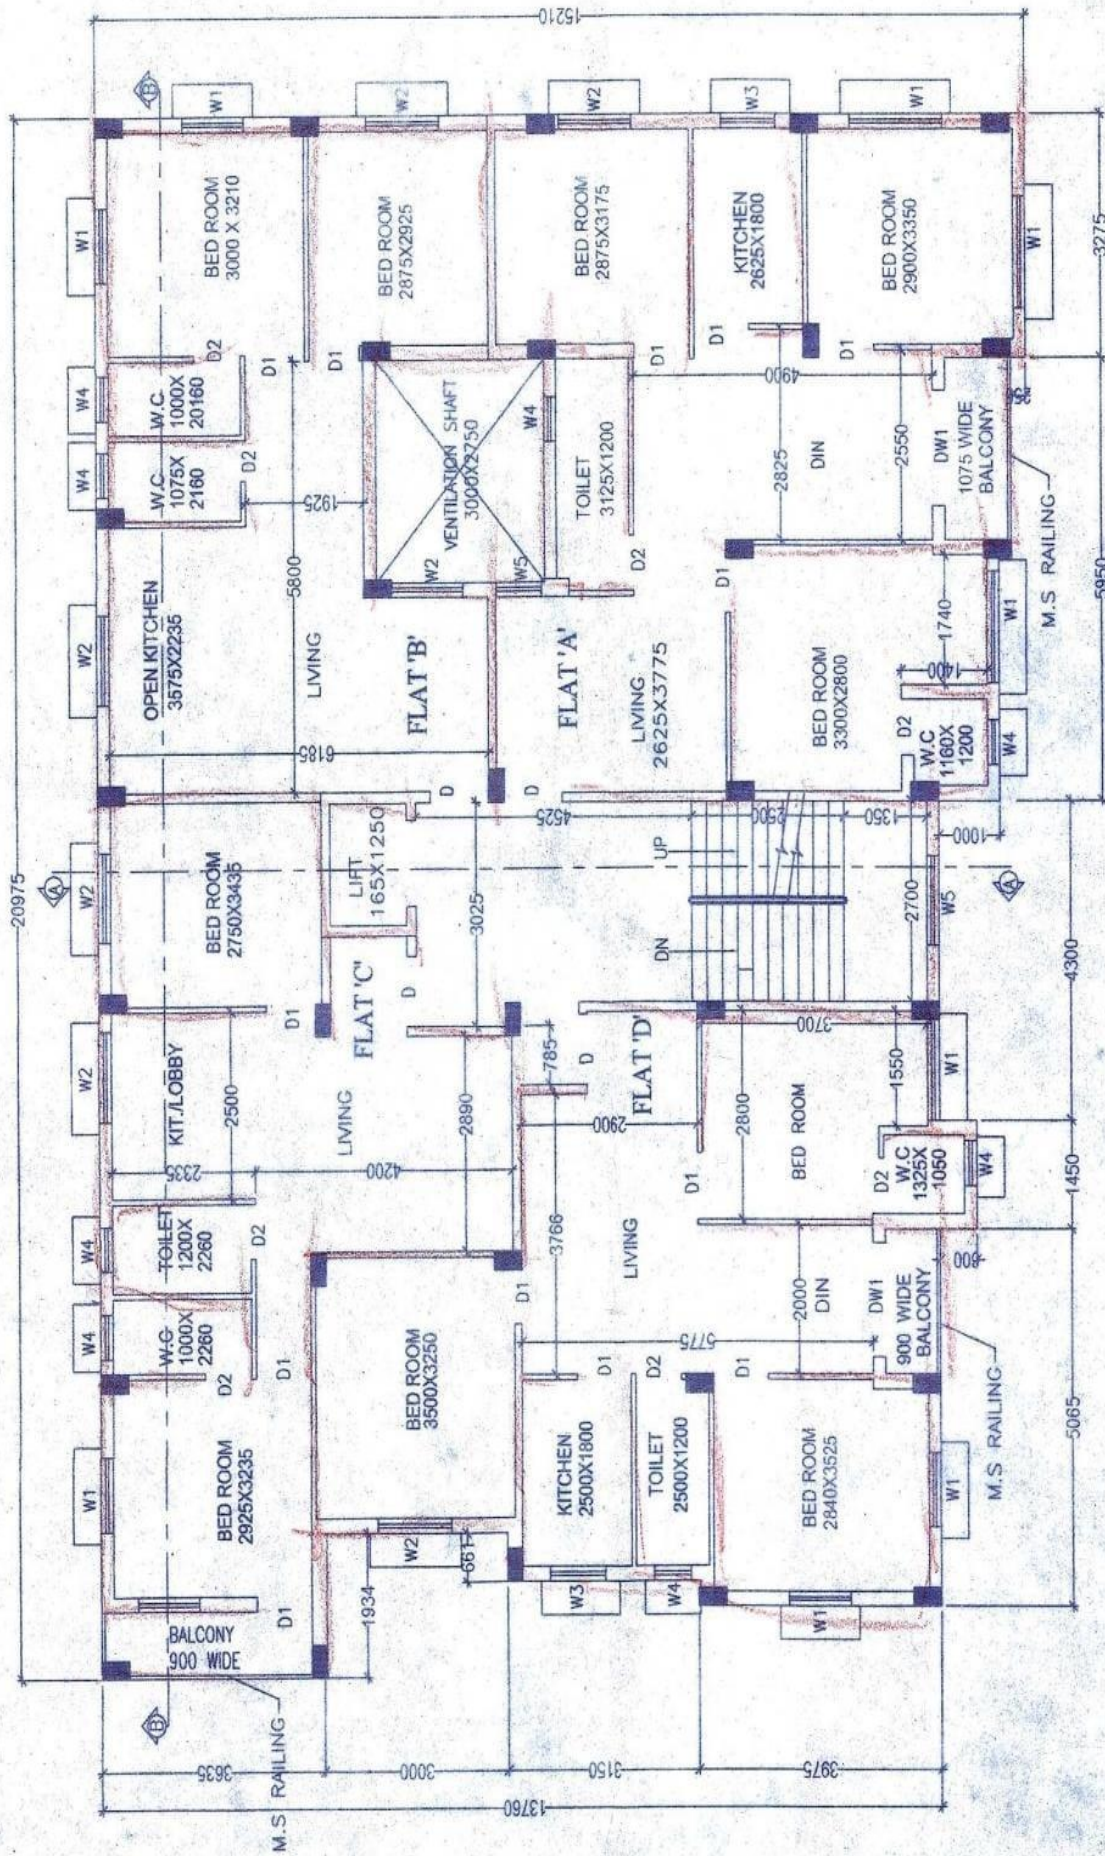 15210
20975
B
W1
W2
W2
W3
W1
W1
BED ROOM
3000 X 3210
BED ROOM
2875X2925
BED ROOM
2875X3175
KITCHEN
2625X1800
BED ROOM
2900X3350
W1
3275
W4
W.C.
1000X
20160
D2
D1
D1
D1
D1
D1
W4
W.C
1075X
2160
D2
1925
VENTILATION SHAFT
3000X2750
W4
TOILET
3125X1200
4900
2825
DIN
2550
DW1
1075 WIDE
BALCONY
M.S RAILING
W2
OPEN KITCHEN
3575X2235
5800
LIVING
6185
FLAT 'B'
W2
W5
D2
D1
FLAT 'A'
LIVING
2625X3775
BED ROOM
3300X2800
1740
1400
W1
D2
W.C
1160X
1200
W4
5950
W2
A
BED ROOM
2750X3435
LIFT
165X1250
D
D
4525
2500
1350
1000
UP
DN
3025
2700
W5
A
4300
W2
KIT./LOBBY
2500
D1
FLAT 'C'
D
LIVING
2335
4200
2890
785
D
FLAT 'D'
2900
3700
2800
1550
BED ROOM
W1
D1
D2
W.C
1325X
1050
W4
1450
W4
TOILET
1200X
2260
D2
3766
LIVING
D1
5775
2000
DIN
DW1
900 WIDE
BALCONY
600
M.S RAILING
W4
1000X
2260
D2
D1
D1
D2
D1
W1
BED ROOM
2925X3235
BED ROOM
3500X3250
KITCHEN
2500X1800
TOILET
2500X1200
BED ROOM
2840X3525
W1
5065
W2
661
1934
W3
W4
W1
D1
BALCONY
900 WIDE
B
M.S RAILING
3635
3000
3150
3975
13760